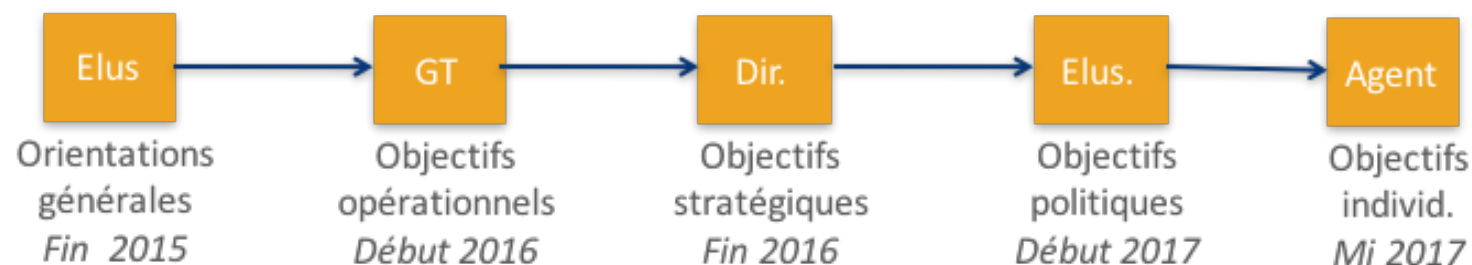 Elus
GT
Dir.
Elus.
Agent
Orientations
générales
Fin 2015
Objectifs
opérationnels
Début 2016
Objectifs
stratégiques
Fin 2016
Objectifs
politiques
Début 2017
Objectifs
individ.
Mi 2017